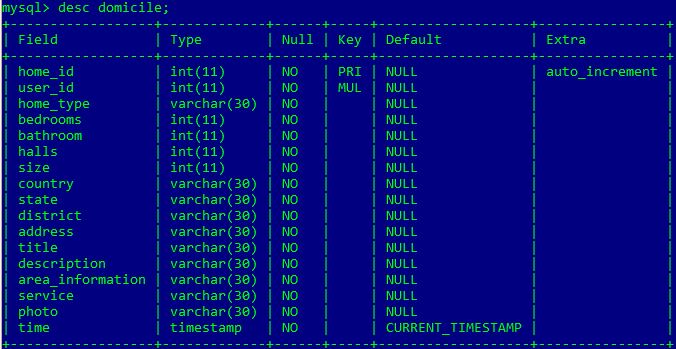 mysql> desc domicile;
+------------------+-------------+------+-----+-------------------+----------------+
| Field            | Type        | Null | Key | Default           | Extra          |
+------------------+-------------+------+-----+-------------------+----------------+
| home_id          | int(11)     | NO   | PRI | NULL              | auto_increment |
| user_id          | int(11)     | NO   | MUL | NULL              |                |
| home_type        | varchar(30) | NO   |     | NULL              |                |
| bedrooms         | int(11)     | NO   |     | NULL              |                |
| bathroom         | int(11)     | NO   |     | NULL              |                |
| halls            | int(11)     | NO   |     | NULL              |                |
| size             | int(11)     | NO   |     | NULL              |                |
| country          | varchar(30) | NO   |     | NULL              |                |
| state            | varchar(30) | NO   |     | NULL              |                |
| district         | varchar(30) | NO   |     | NULL              |                |
| address          | varchar(30) | NO   |     | NULL              |                |
| title            | varchar(30) | NO   |     | NULL              |                |
| description      | varchar(30) | NO   |     | NULL              |                |
| area_information | varchar(30) | NO   |     | NULL              |                |
| service          | varchar(30) | NO   |     | NULL              |                |
| photo            | varchar(30) | NO   |     | NULL              |                |
| time             | timestamp   | NO   |     | CURRENT_TIMESTAMP |                |
+------------------+-------------+------+-----+-------------------+----------------+